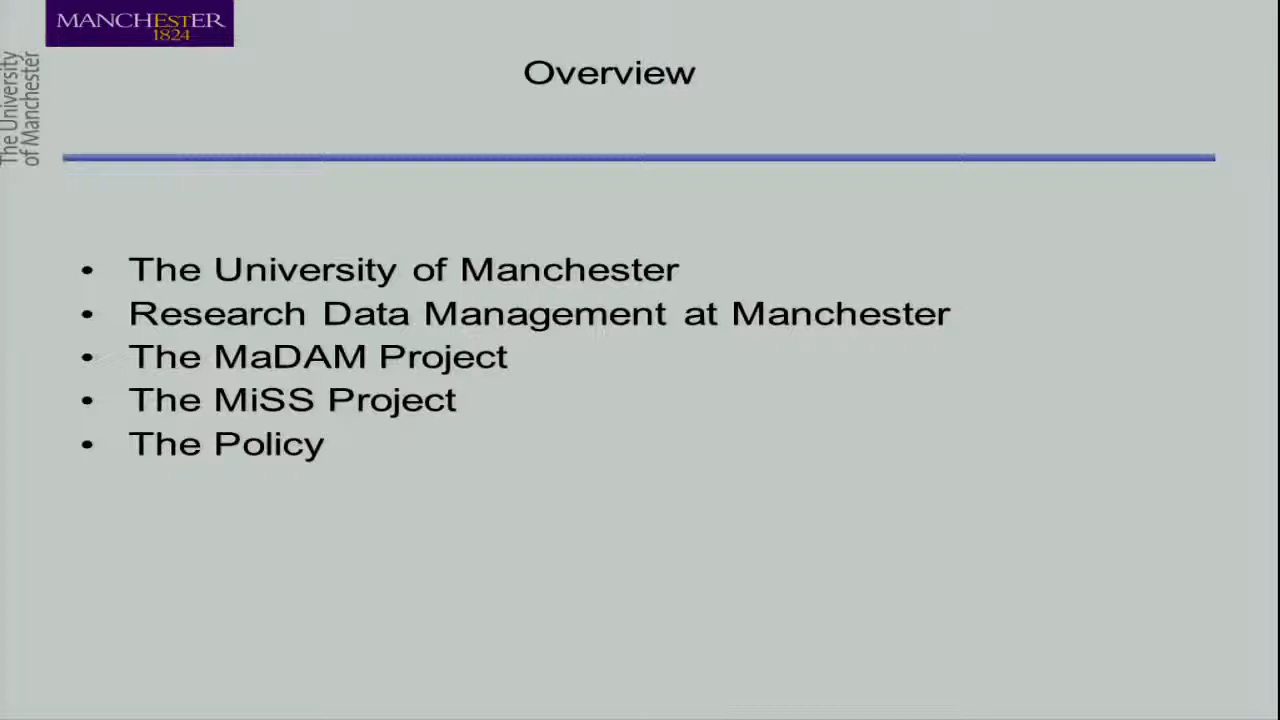 MANCHESTER
1824
The University
of Manchester
Overview
• The University of Manchester
• Research Data Management at Manchester
• The MaDAM Project
• The MiSS Project
• The Policy